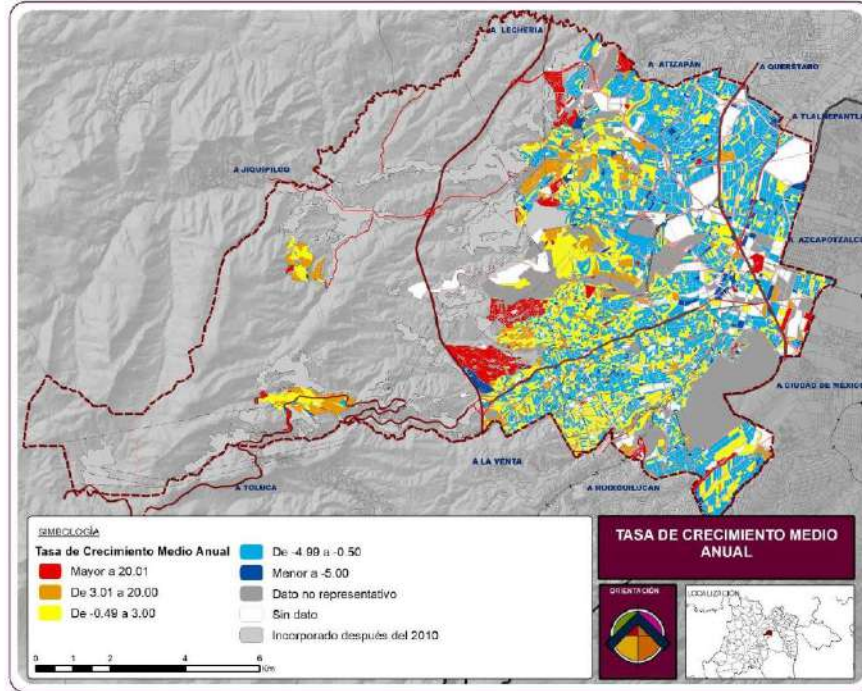 A LECHERIA
A ATIZAPÁN
A QUERÉTARO
A TLALNEPANTLA
A JIQUIPILCO
A AZCAPOTZALCO
A CIUDAD DE MÉXICO
A LA VENTA
A TOLUCA
A HUIXQUILUCAN
SIMBOLOGÍA
Tasa de Crecimiento Medio Anual
Mayor a 20.01
De 3.01 a 20.00
De -0.49 a 3.00
De -4.99 a -0.50
Menor a -5.00
Dato no representativo
Sin dato
Incorporado después del 2010
0 1 2 4 6
Km
TASA DE CRECIMIENTO MEDIO
ANUAL
ORIENTACIÓN
LOCALIZACIÓN